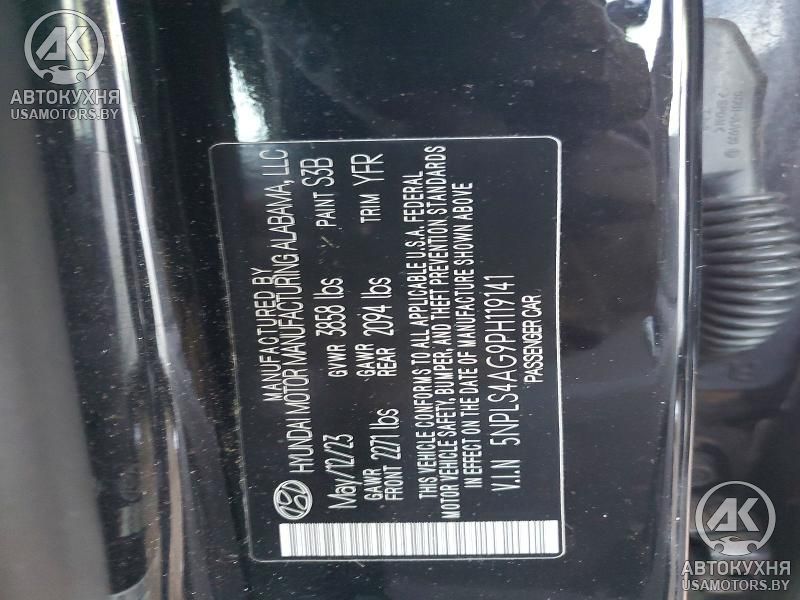 MANUFACTURED BY
HYUNDAI MOTOR MANUFACTURING ALABAMA, LLC
May/12/23 GVWR 3858 lbs PAINT S3B
GAWR FRONT 2271 lbs GAWR REAR 2094 lbs TRIM YFR
THIS VEHICLE CONFORMS TO ALL APPLICABLE U.S.A. FEDERAL
MOTOR VEHICLE SAFETY, BUMPER, AND THEFT PREVENTION STANDARDS
IN EFFECT ON THE DATE OF MANUFACTURE SHOWN ABOVE
V.I.N 5NPLS4AG9PH119141
PASSENGER CAR
АК
АВТОКУХНЯ
USAMOTORS.BY
АК
АВТОКУХНЯ
USAMOTORS.BY